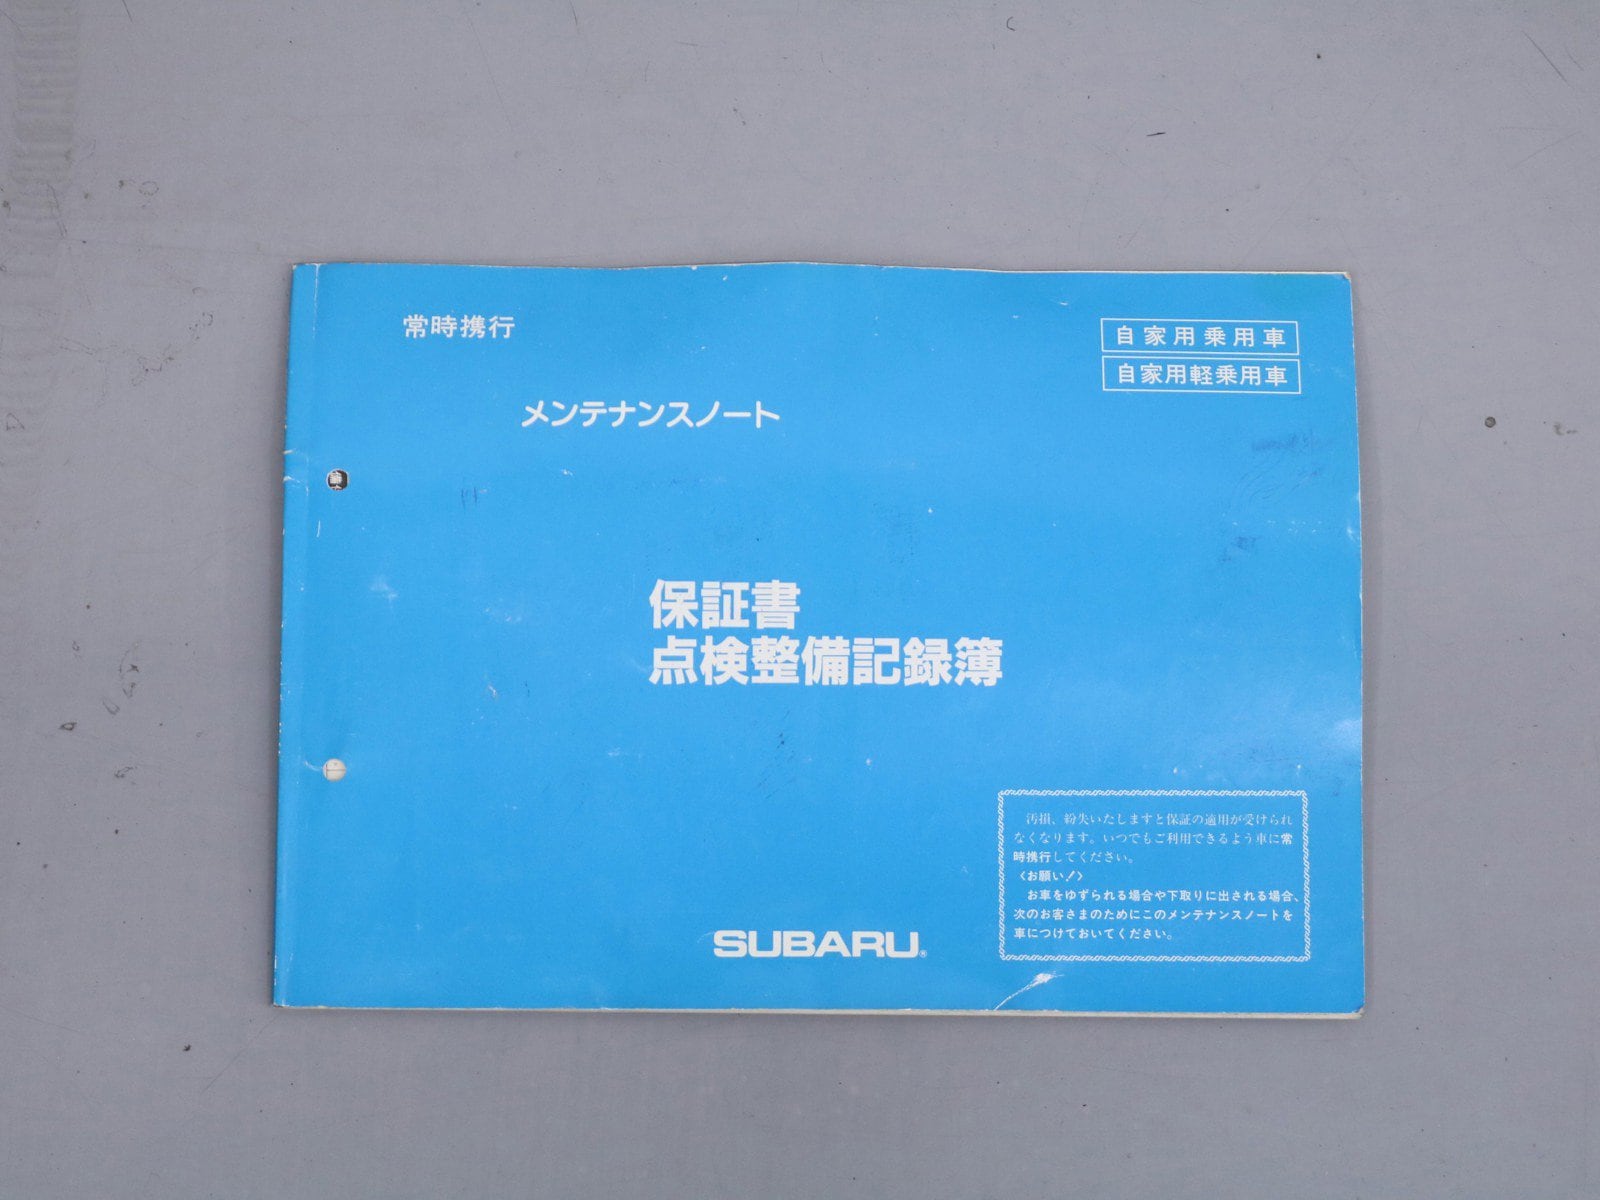 常時携行
自家用乗用車
自家用軽乗用車
メンテナンスノート
保証書
点検整備記録簿
汚損、紛失いたしますと保証の適用が受けられ
なくなります。いつでもご利用できるよう車に常
時携行してください。
〈お願い!〉
お車をゆずられる場合や下取りに出される場合、
次のお客さまのためにこのメンテナンスノートを
車につけておいてください。
SUBARU®